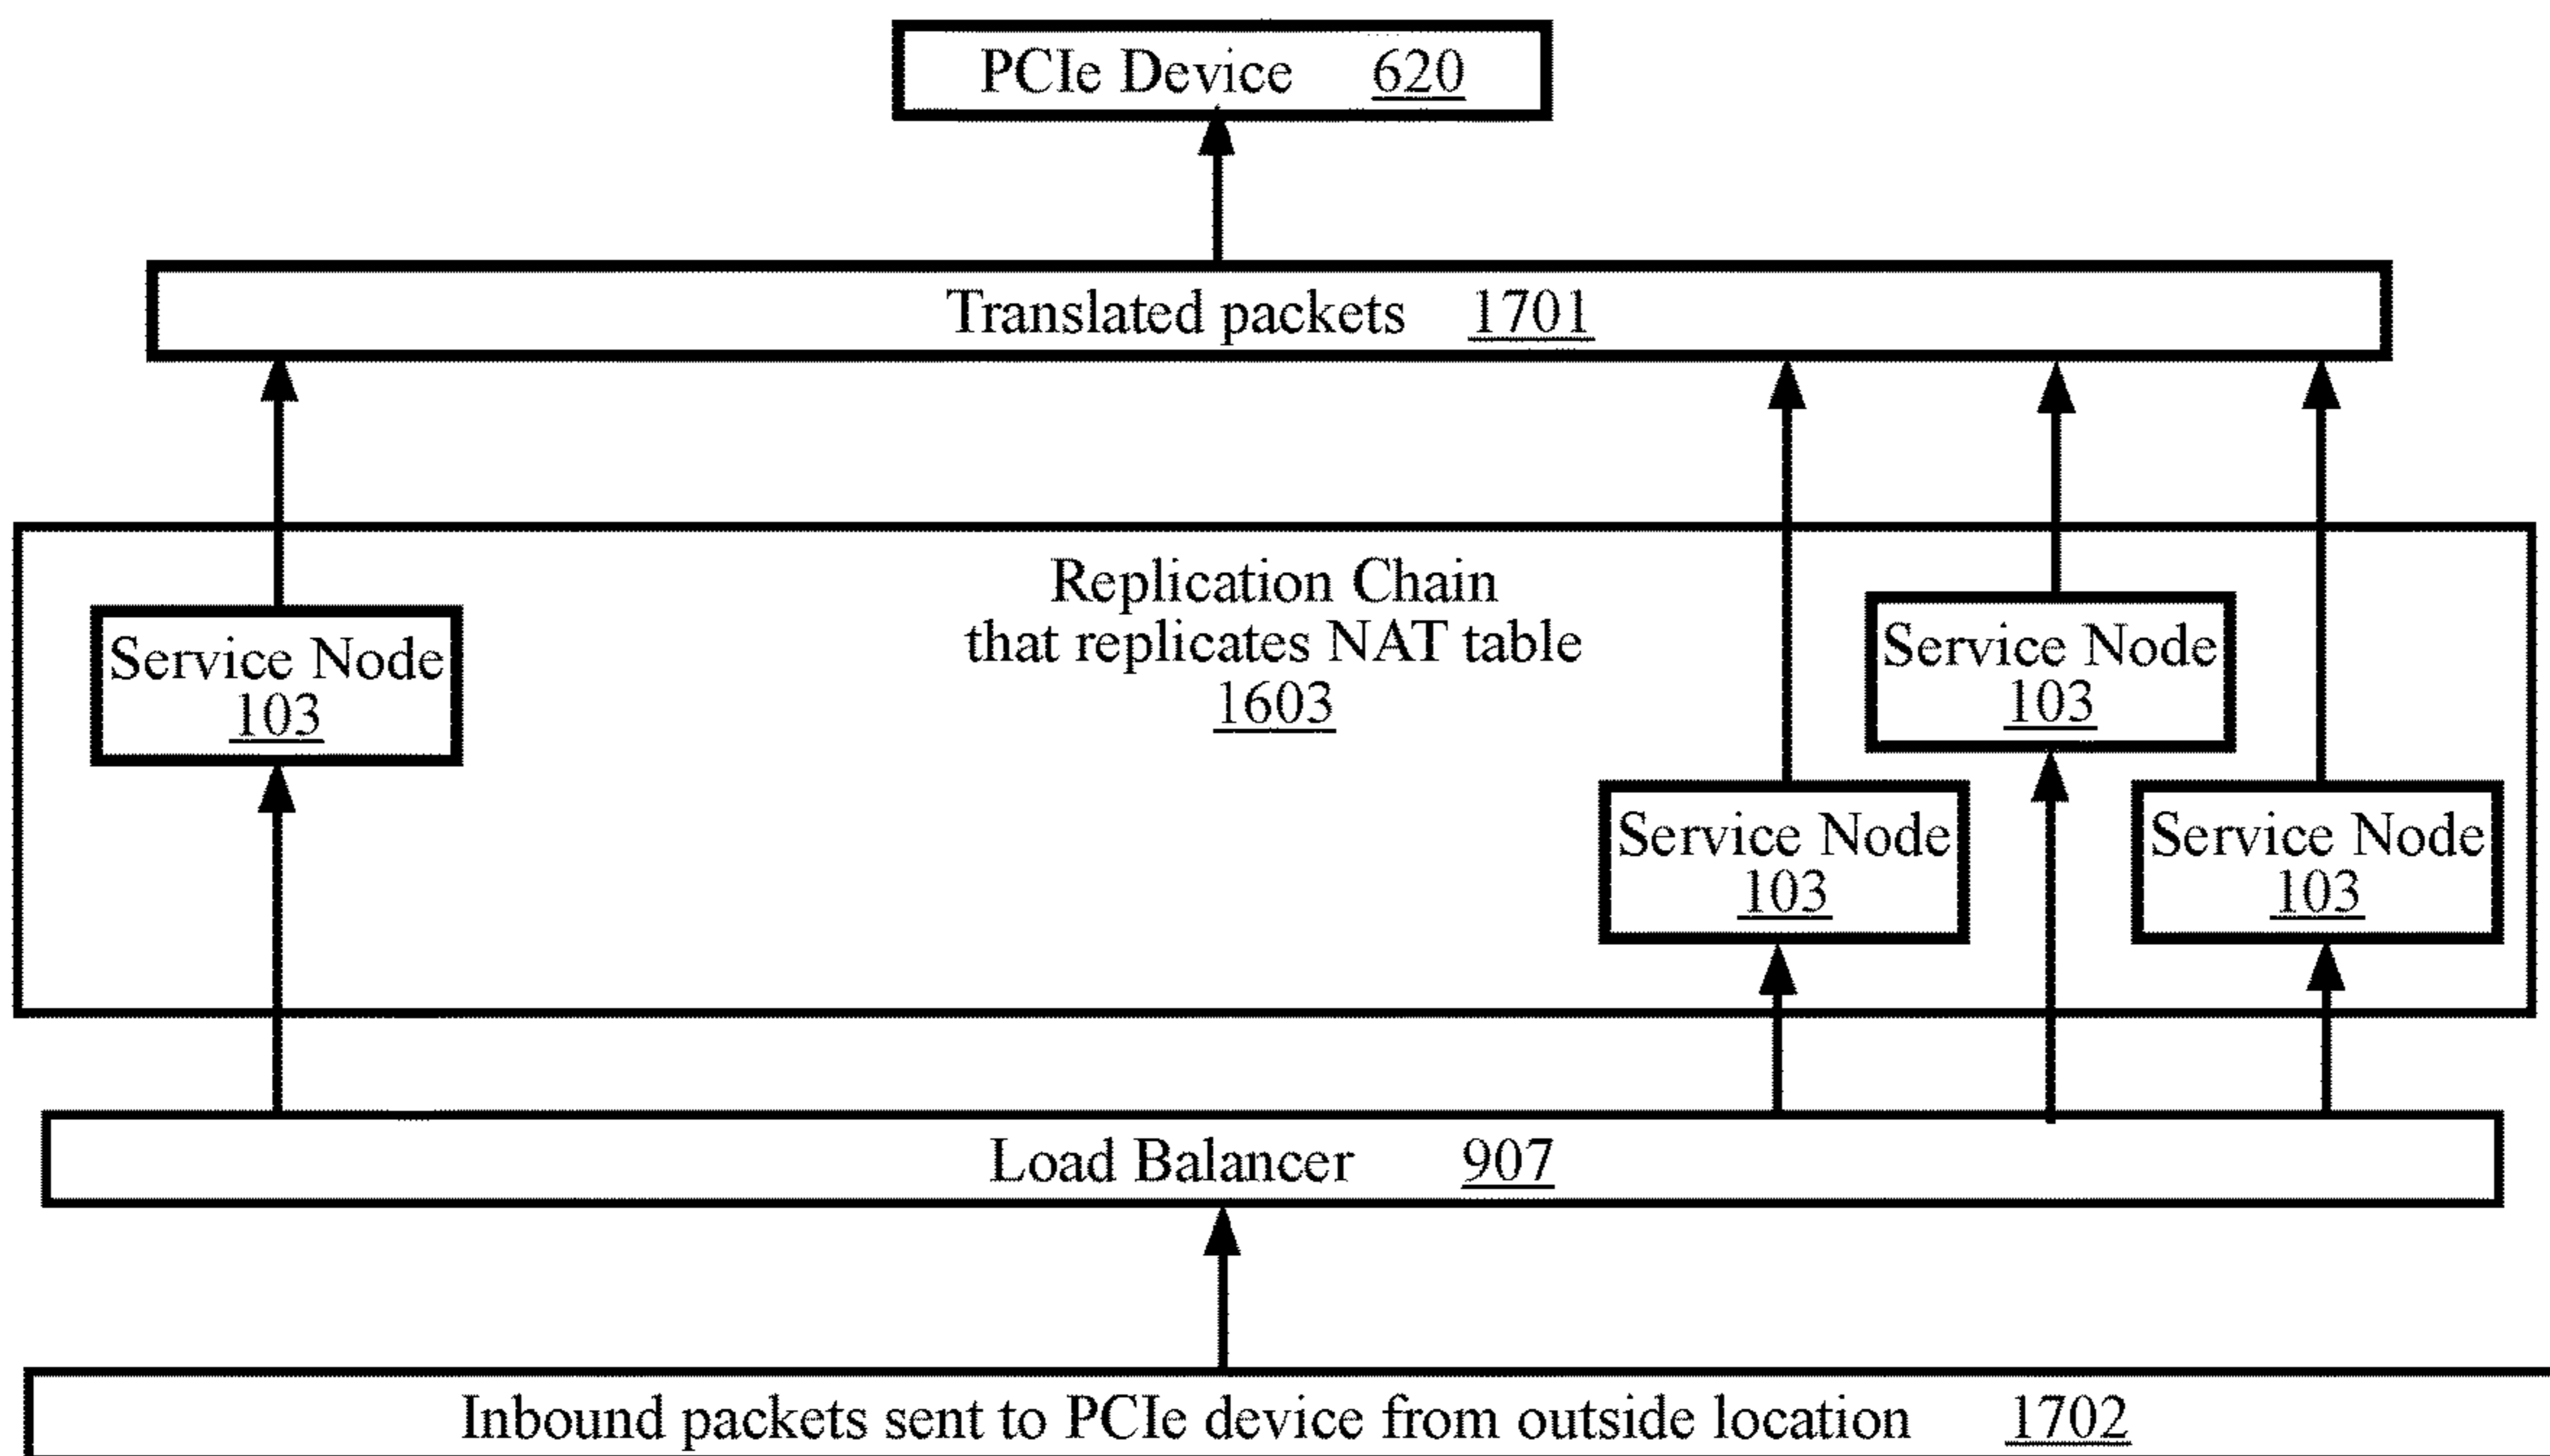 PCIe Device 620
Translated packets 1701
Replication Chain
that replicates NAT table
1603
Service Node
103
Service Node
103
Service Node
103
Service Node
103
Load Balancer 907
Inbound packets sent to PCIe device from outside location 1702